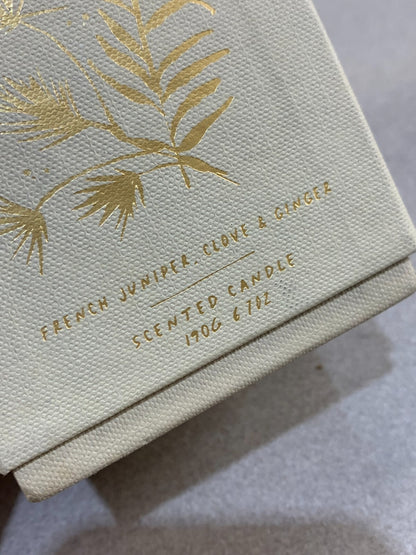 FRENCH JUNIPER, CLOVE & GINGER
SCENTED CANDLE
190G 6.7OZ